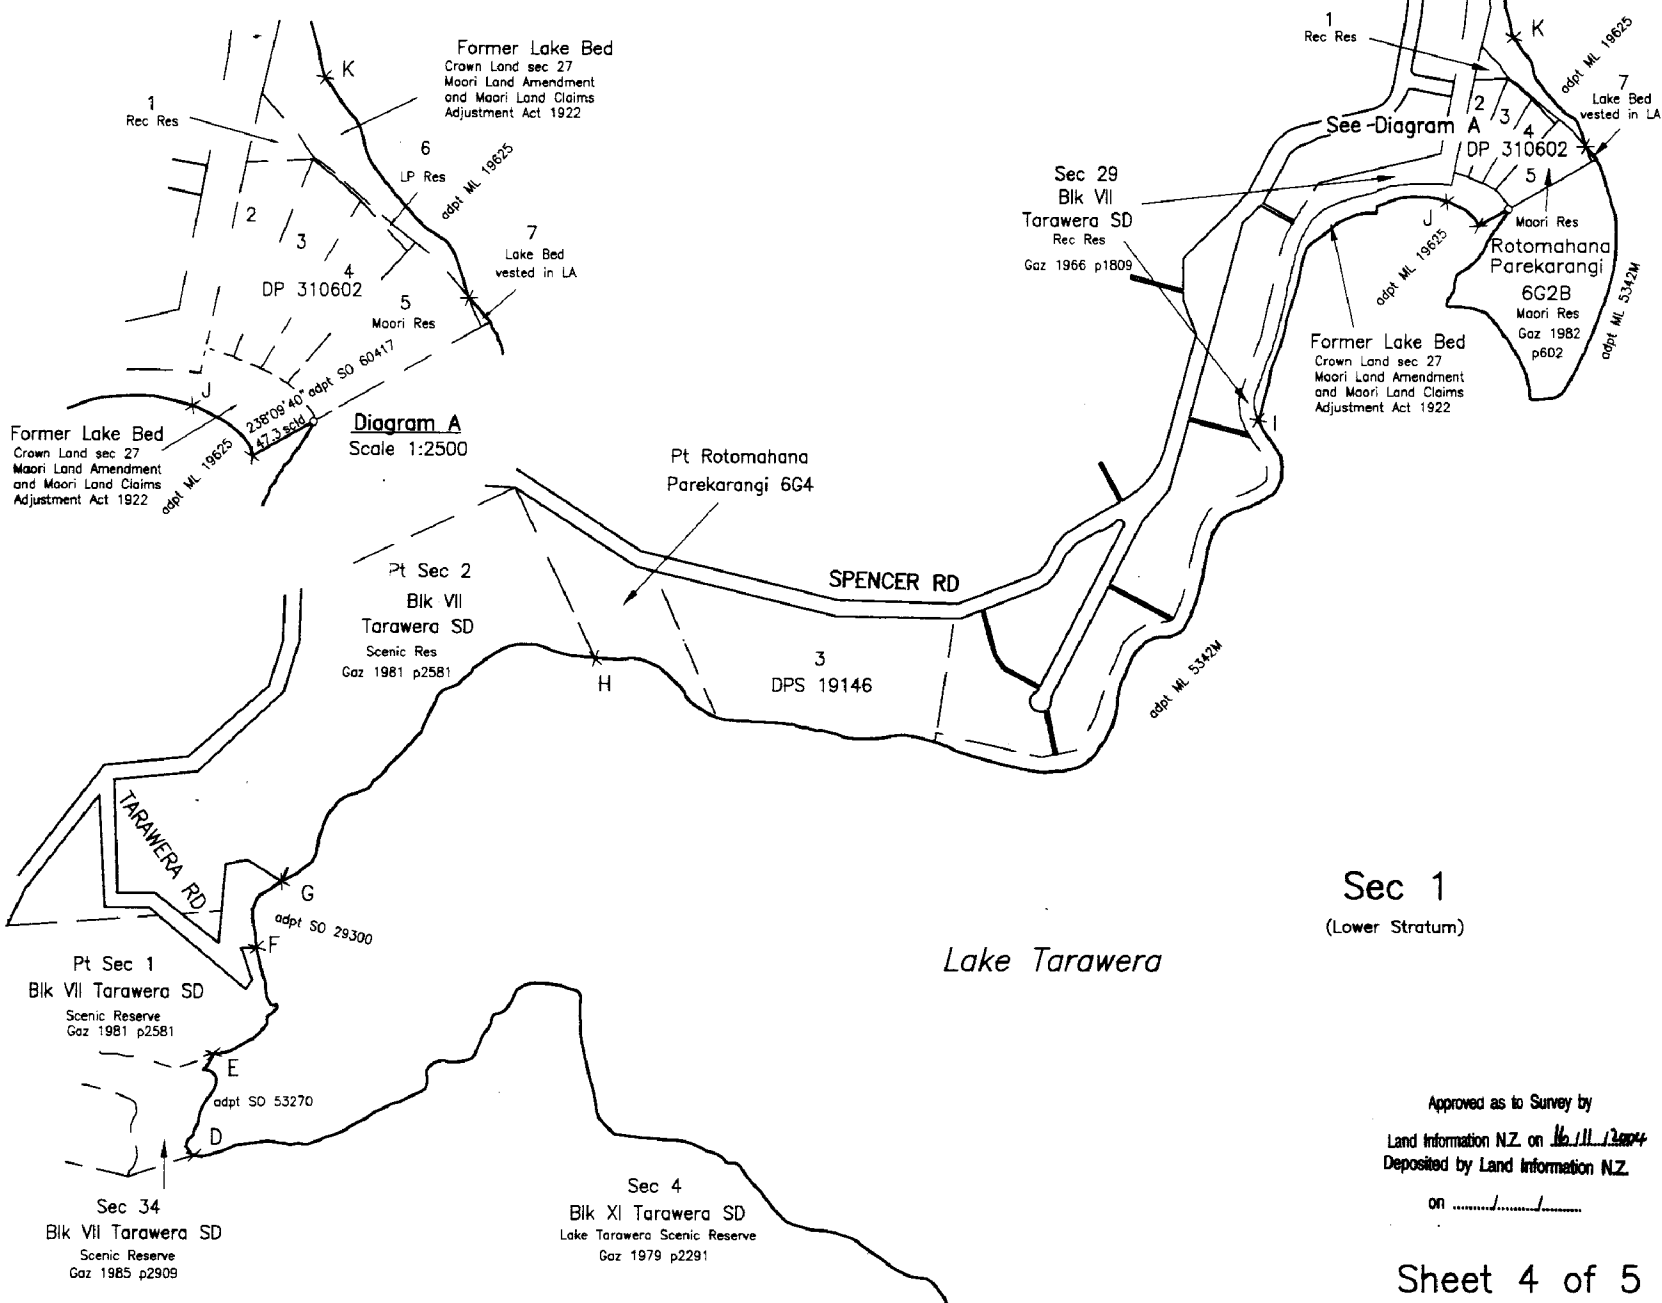 K
Former Lake Bed
Crown Land sec 27
Maori Land Amendment
and Maori Land Claims
Adjustment Act 1922
1
Rec Res
6
LP Res
adpt ML 19625
2
3
4
DP 310602
5
Maori Res
7
Lake Bed
vested in LA
J
238°09'40" adpt SO 60417
47.3 scld
Former Lake Bed
Crown Land sec 27
Maori Land Amendment
and Maori Land Claims
Adjustment Act 1922
adpt ML 19625
Diagram A
Scale 1:2500
1
Rec Res
K
adpt ML 19625
7
Lake Bed
vested in LA
See Diagram A
2
3
4
DP 310602
5
Maori Res
J
adpt ML 19625
Sec 29
Blk VII
Tarawera SD
Rec Res
Gaz 1966 p1809
Rotomahana
Parekarangi
6G2B
Maori Res
Gaz 1982
p602
adpt ML 5342M
Former Lake Bed
Crown Land sec 27
Maori Land Amendment
and Maori Land Claims
Adjustment Act 1922
I
Pt Rotomahana
Parekarangi 6G4
SPENCER RD
Pt Sec 2
Blk VII
Tarawera SD
Scenic Res
Gaz 1981 p2581
H
3
DPS 19146
adpt ML 5342M
TARAWERA RD
G
adpt SO 29300
F
Pt Sec 1
Blk VII Tarawera SD
Scenic Reserve
Gaz 1981 p2581
E
adpt SO 53270
D
Sec 34
Blk VII Tarawera SD
Scenic Reserve
Gaz 1985 p2909
Sec 4
Blk XI Tarawera SD
Lake Tarawera Scenic Reserve
Gaz 1979 p2291
Lake Tarawera
Sec 1
(Lower Stratum)
Approved as to Survey by
Land Information N.Z. on 16/11/2004
Deposited by Land Information N.Z.
on ........../........../..........
Sheet 4 of 5